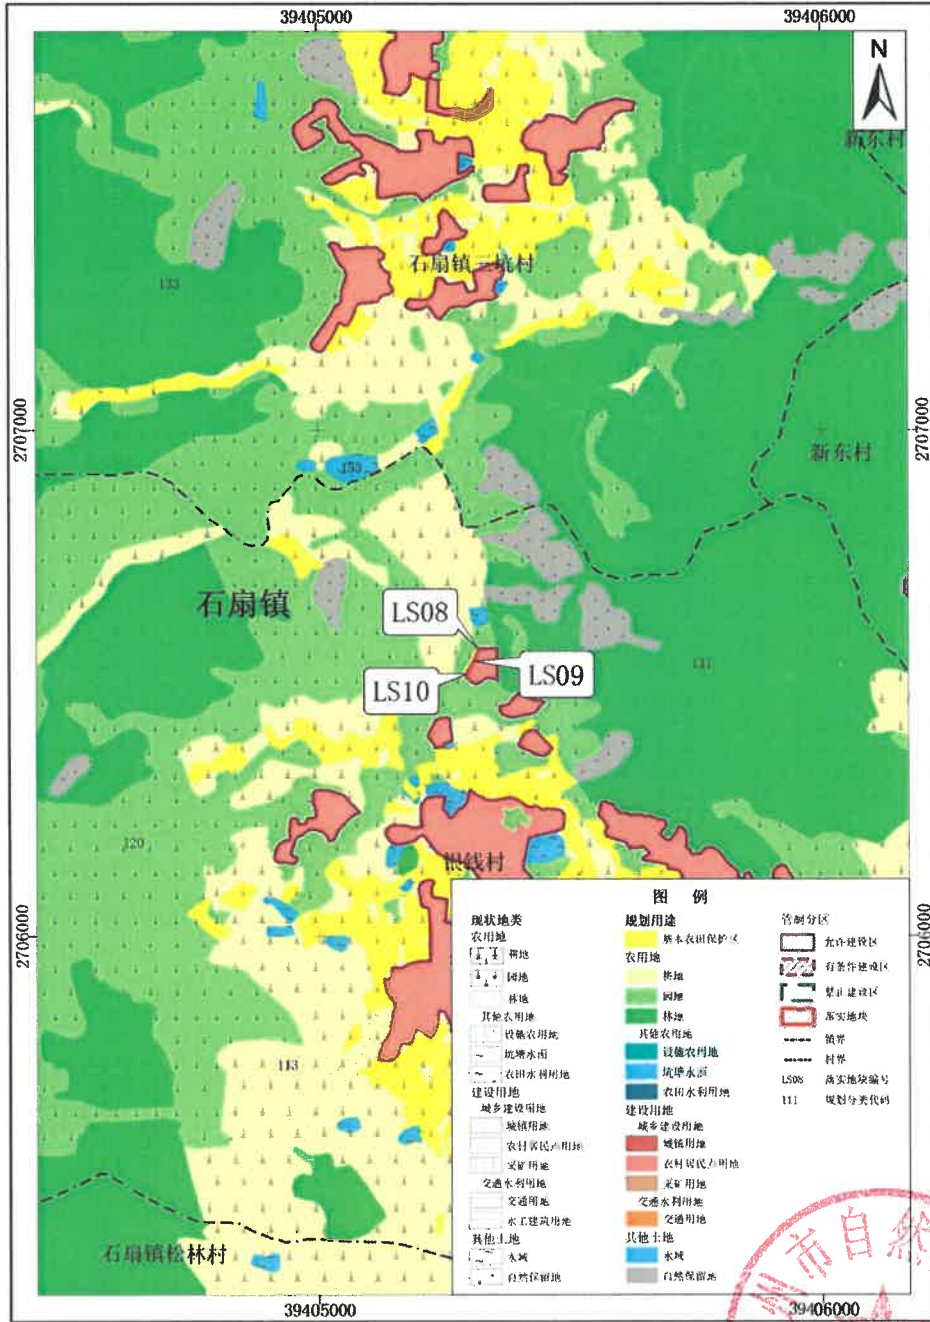 39405000
39406000
N
新东村
石扇镇三坑村
133
2707000
2707000
新东村
153
石扇镇
LS08
LS09
LS10
131
120
银钱村
2706000
2706000
113
石扇镇松林村
图 例
现状地类
农用地
耕地
园地
林地
其他农用地
设施农用地
坑塘水面
农田水利用地
建设用地
城乡建设用地
城镇用地
农村居民点用地
采矿用地
交通水利用地
交通用地
水工建筑用地
其他土地
水域
自然保留地
规划用途
基本农田保护区
农用地
耕地
园地
林地
其他农用地
设施农用地
坑塘水面
农田水利用地
建设用地
城乡建设用地
城镇用地
农村居民点用地
采矿用地
交通水利用地
交通用地
其他土地
水域
自然保留地
管制分区
允许建设区
有条件建设区
禁止建设区
落实地块
镇界
村界
LS08 落实地块编号
111 规划分类代码
州市自然
39405000
39406000